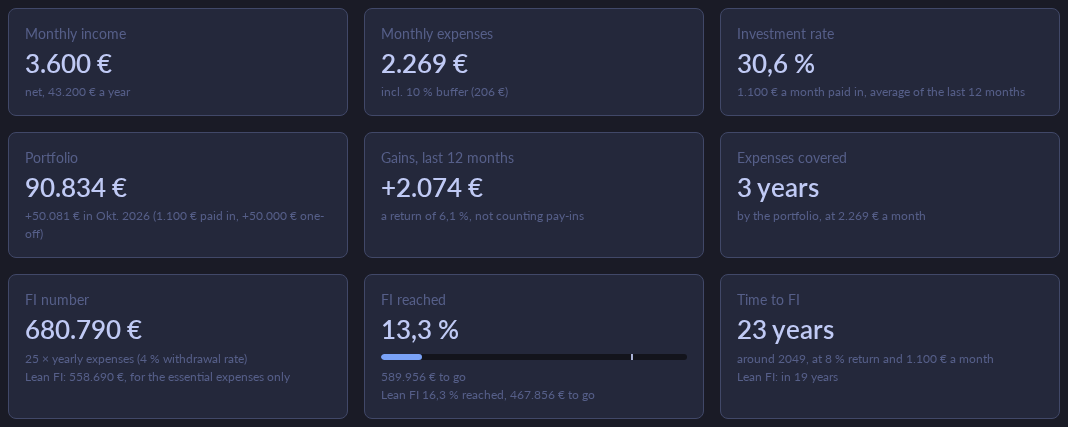 Monthly income
3.600 €
net, 43.200 € a year
Monthly expenses
2.269 €
incl. 10 % buffer (206 €)
Investment rate
30,6 %
1.100 € a month paid in, average of the last 12 months
Portfolio
90.834 €
+50.081 € in Okt. 2026 (1.100 € paid in, +50.000 € one-
off)
Gains, last 12 months
+2.074 €
a return of 6,1 %, not counting pay-ins
Expenses covered
3 years
by the portfolio, at 2.269 € a month
FI number
680.790 €
25 × yearly expenses (4 % withdrawal rate)
Lean FI: 558.690 €, for the essential expenses only
FI reached
13,3 %
589.956 € to go
Lean FI 16,3 % reached, 467.856 € to go
Time to FI
23 years
around 2049, at 8 % return and 1.100 € a month
Lean FI: in 19 years